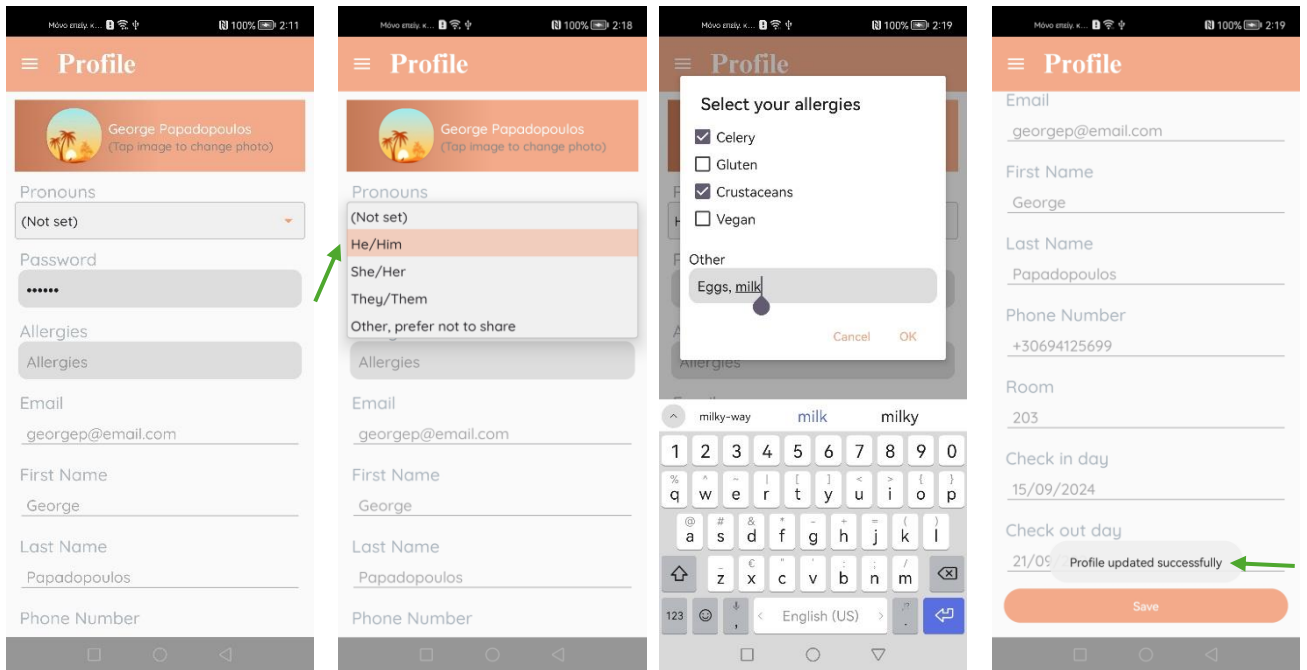 Μόνο επείγ. κ...
100%
2:11
Profile
George Papadopoulos
(Tap image to change photo)
Pronouns
(Not set)
Password
••••••
Allergies
Allergies
Email
georgep@email.com
First Name
George
Last Name
Papadopoulos
Phone Number
Μόνο επείγ. κ...
100%
2:18
Profile
George Papadopoulos
(Tap image to change photo)
Pronouns
(Not set)
He/Him
She/Her
They/Them
Other, prefer not to share
Allergies
Email
georgep@email.com
First Name
George
Last Name
Papadopoulos
Phone Number
Μόνο επείγ. κ...
100%
2:19
Profile
Select your allergies
Celery
Gluten
Crustaceans
Vegan
Other
Eggs, milk
Cancel OK
Allergies
milky-way milk milky
1 2 3 4 5 6 7 8 9 0
% ^ ~ | [ ] < > { }
q w e r t y u i o p
@ # & * - + = ( )
a s d f g h j k l
_ € " ' : ; /
z x c v b n m
123 , < English (US) > .
Μόνο επείγ. κ...
100%
2:19
Profile
Email
georgep@email.com
First Name
George
Last Name
Papadopoulos
Phone Number
+30694125699
Room
203
Check in day
15/09/2024
Check out day
21/09
Profile updated successfully
Save